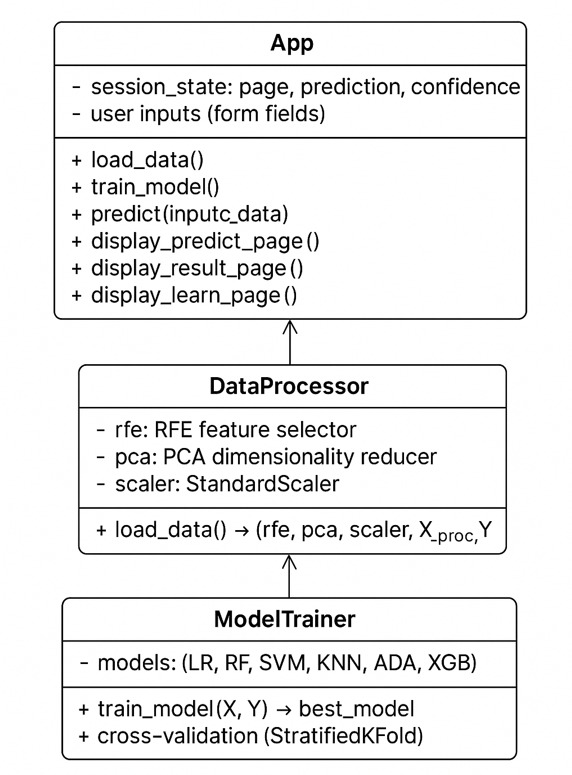 App
- session_state: page, prediction, confidence
- user inputs (form fields)
+ load_data()
+ train_model()
+ predict(inputc_data)
+ display_predict_page()
+ display_result_page()
+ display_learn_page()
DataProcessor
- rfe: RFE feature selector
- pca: PCA dimensionality reducer
- scaler: StandardScaler
+ load_data() → (rfe, pca, scaler, X_proc,Y
ModelTrainer
- models: (LR, RF, SVM, KNN, ADA, XGB)
+ train_model(X, Y) → best_model
+ cross-validation (StratifiedKFold)